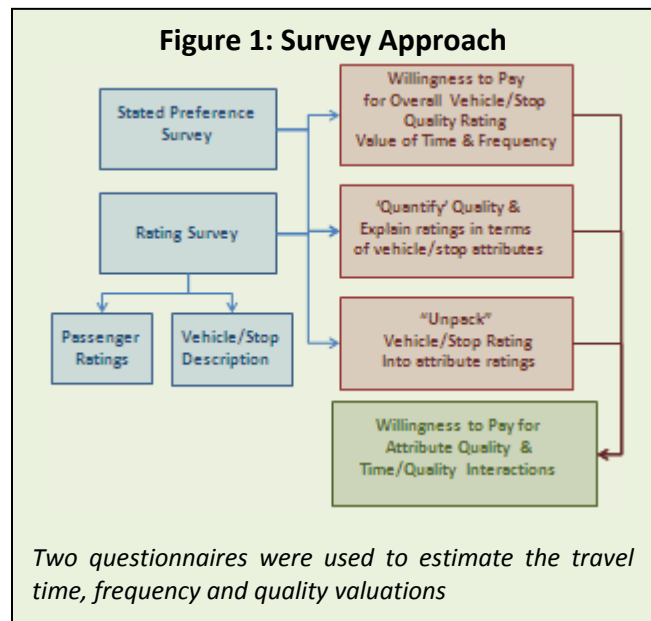 Figure 1: Survey Approach
Stated Preference
Survey
Willingness to Pay
for Overall Vehicle/Stop
Quality Rating
Value of Time & Frequency
Rating Survey
'Quantify' Quality &
Explain ratings in terms
of vehicle/stop attributes
Passenger
Ratings
Vehicle/Stop
Description
"Unpack"
Vehicle/Stop Rating
Into attribute ratings
Willingness to Pay for
Attribute Quality &
Time/Quality Interactions
Two questionnaires were used to estimate the travel
time, frequency and quality valuations